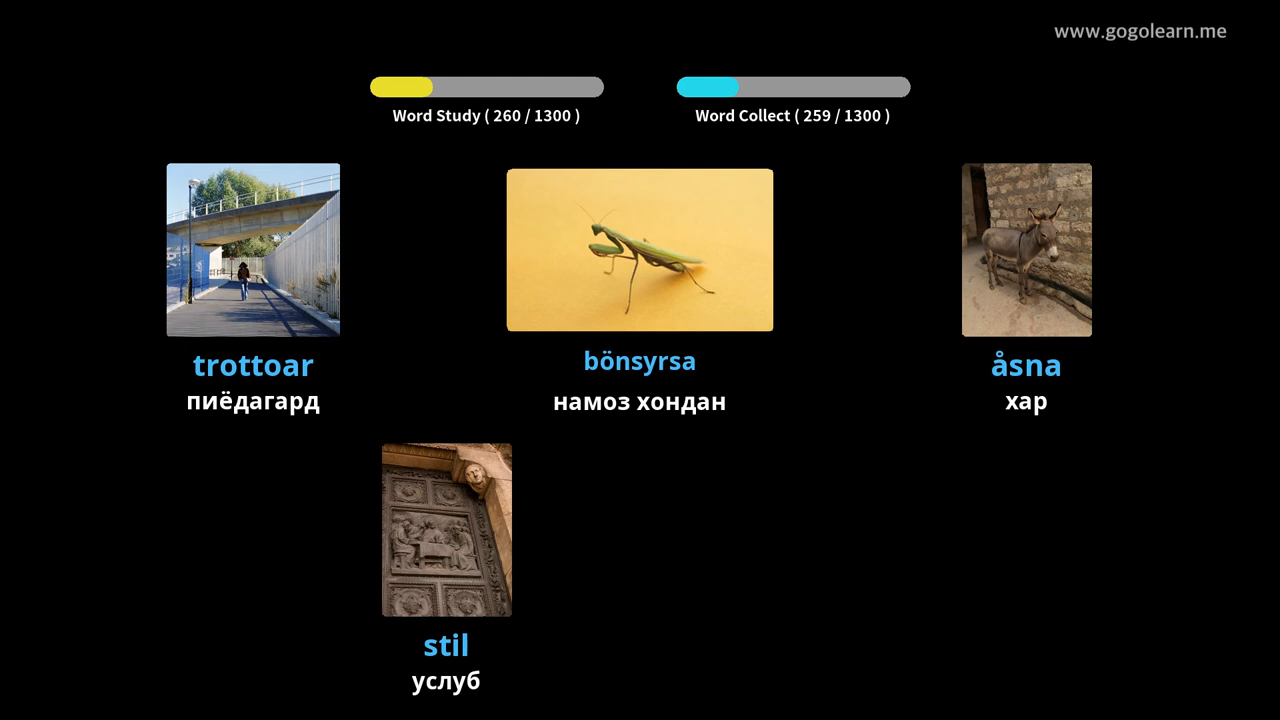 www.gogolearn.me
Word Study ( 260 / 1300 )
Word Collect ( 259 / 1300 )
trottoar
пиёдагард
bönsyrsa
намоз хондан
åsna
хар
stil
услуб